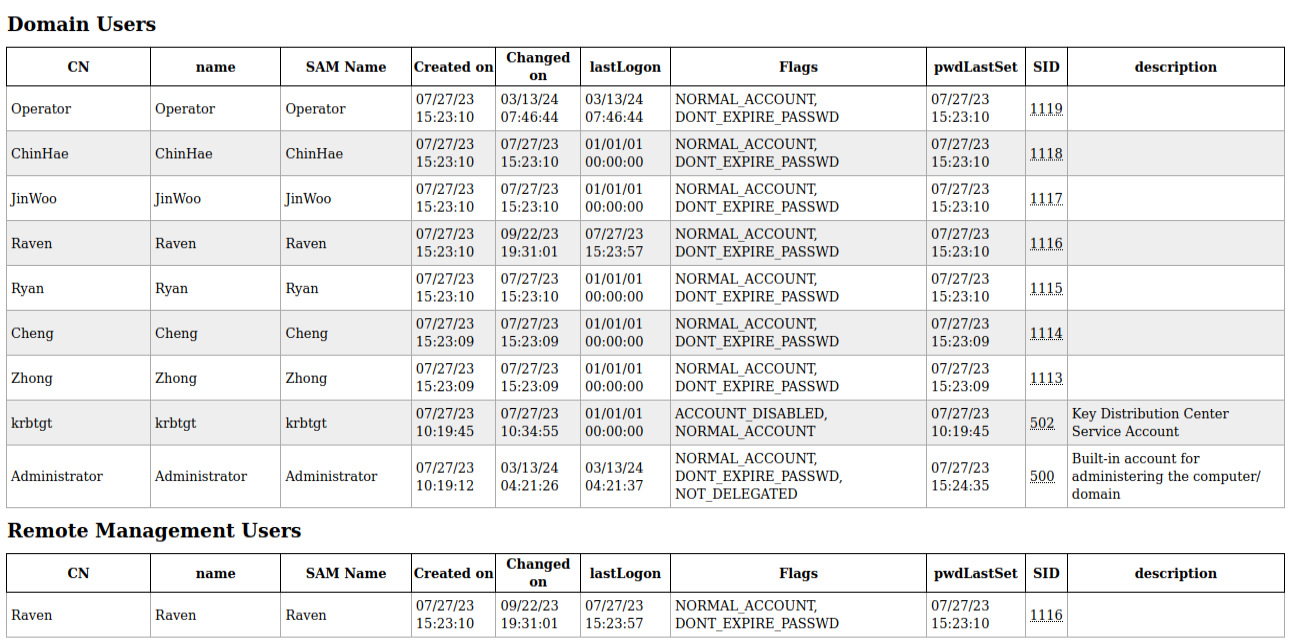 Domain Users
CN name SAM Name Created on Changed on lastLogon Flags pwdLastSet SID description
Operator Operator Operator 07/27/23 15:23:10 03/13/24 07:46:44 03/13/24 07:46:44 NORMAL_ACCOUNT, DONT_EXPIRE_PASSWD 07/27/23 15:23:10 1119
ChinHae ChinHae ChinHae 07/27/23 15:23:10 07/27/23 15:23:10 01/01/01 00:00:00 NORMAL_ACCOUNT, DONT_EXPIRE_PASSWD 07/27/23 15:23:10 1118
JinWoo JinWoo JinWoo 07/27/23 15:23:10 07/27/23 15:23:10 01/01/01 00:00:00 NORMAL_ACCOUNT, DONT_EXPIRE_PASSWD 07/27/23 15:23:10 1117
Raven Raven Raven 07/27/23 15:23:10 09/22/23 19:31:01 07/27/23 15:23:57 NORMAL_ACCOUNT, DONT_EXPIRE_PASSWD 07/27/23 15:23:10 1116
Ryan Ryan Ryan 07/27/23 15:23:10 07/27/23 15:23:10 01/01/01 00:00:00 NORMAL_ACCOUNT, DONT_EXPIRE_PASSWD 07/27/23 15:23:10 1115
Cheng Cheng Cheng 07/27/23 15:23:09 07/27/23 15:23:09 01/01/01 00:00:00 NORMAL_ACCOUNT, DONT_EXPIRE_PASSWD 07/27/23 15:23:09 1114
Zhong Zhong Zhong 07/27/23 15:23:09 07/27/23 15:23:09 01/01/01 00:00:00 NORMAL_ACCOUNT, DONT_EXPIRE_PASSWD 07/27/23 15:23:09 1113
krbtgt krbtgt krbtgt 07/27/23 10:19:45 07/27/23 10:34:55 01/01/01 00:00:00 ACCOUNT_DISABLED, NORMAL_ACCOUNT 07/27/23 10:19:45 502 Key Distribution Center Service Account
Administrator Administrator Administrator 07/27/23 10:19:12 03/13/24 04:21:26 03/13/24 04:21:37 NORMAL_ACCOUNT, DONT_EXPIRE_PASSWD, NOT_DELEGATED 07/27/23 15:24:35 500 Built-in account for administering the computer/domain
Remote Management Users
CN name SAM Name Created on Changed on lastLogon Flags pwdLastSet SID description
Raven Raven Raven 07/27/23 15:23:10 09/22/23 19:31:01 07/27/23 15:23:57 NORMAL_ACCOUNT, DONT_EXPIRE_PASSWD 07/27/23 15:23:10 1116